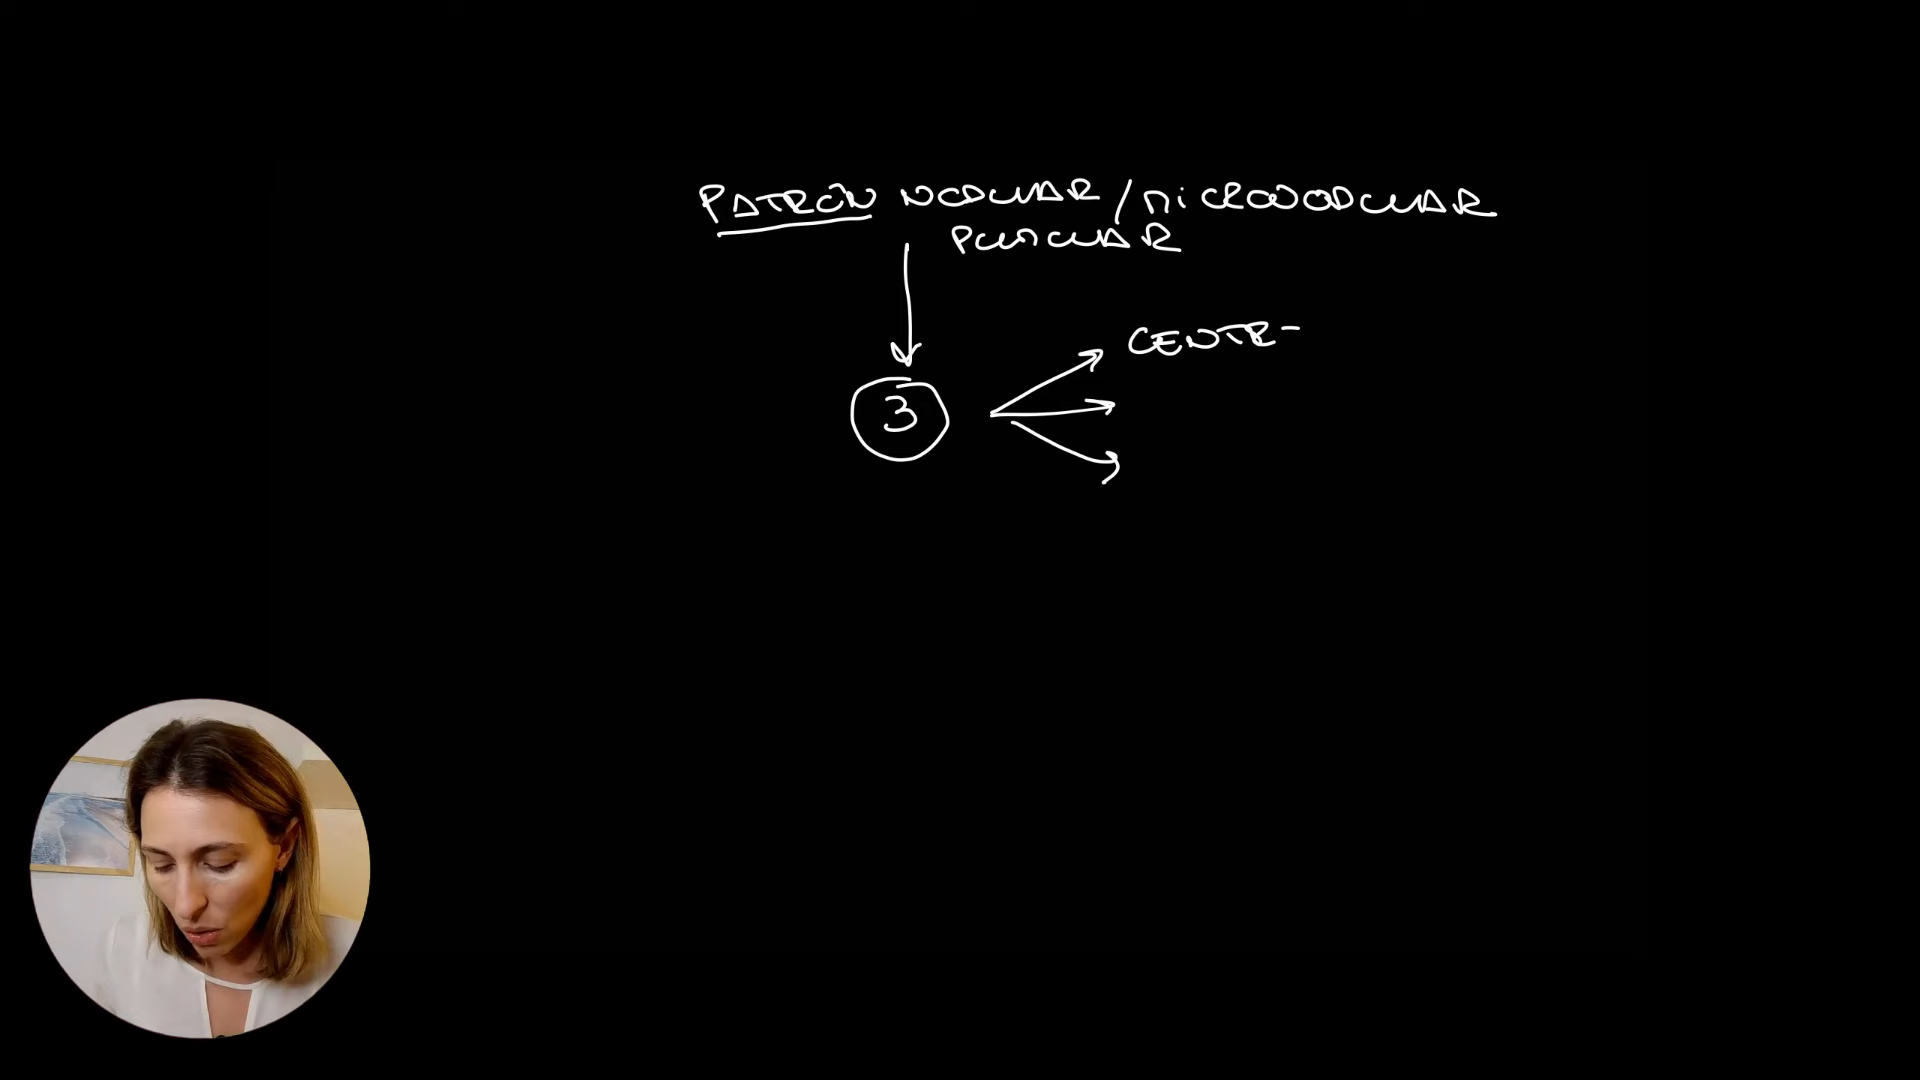 PATRÓN NODULAR / MICRONODULAR
PULMONAR
3
CENTR-